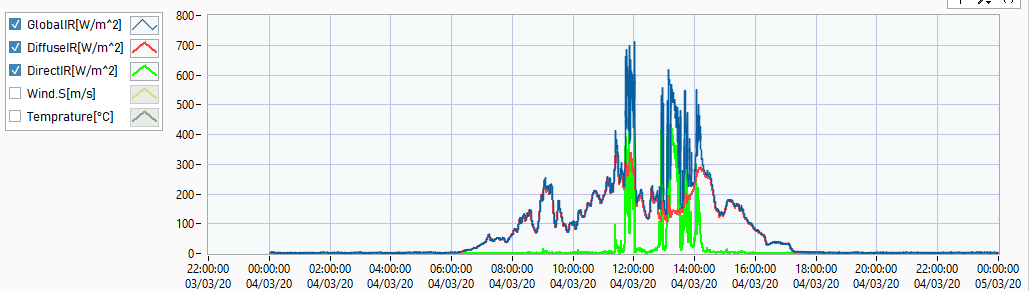 GlobalIR[W/m^2]
DiffuseIR[W/m^2]
DirectIR[W/m^2]
Wind.S[m/s]
Temprature[°C]
800
700
600
500
400
300
200
100
0
22:00:00 00:00:00 02:00:00 04:00:00 06:00:00 08:00:00 10:00:00 12:00:00 14:00:00 16:00:00 18:00:00 20:00:00 22:00:00 00:00:00
03/03/20 04/03/20 04/03/20 04/03/20 04/03/20 04/03/20 04/03/20 04/03/20 04/03/20 04/03/20 04/03/20 04/03/20 04/03/20 05/03/20